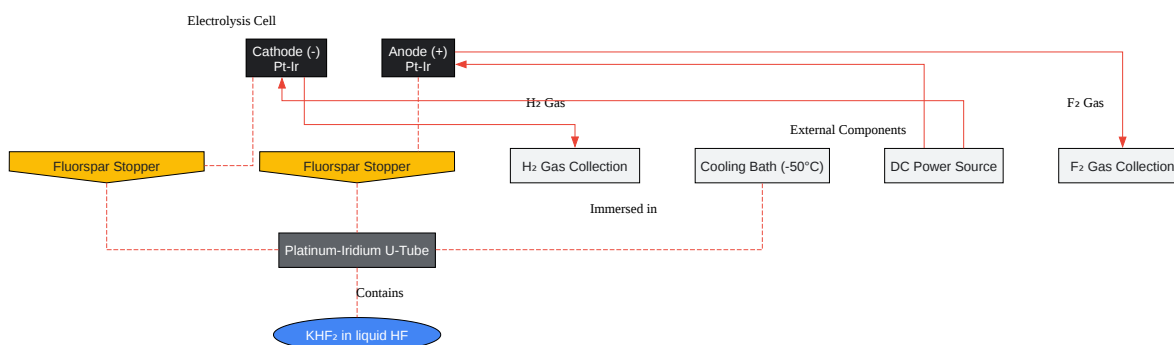 Electrolysis Cell
Cathode (-)
Pt-Ir
Anode (+)
Pt-Ir
H₂ Gas
F₂ Gas
External Components
Fluorspar Stopper
Fluorspar Stopper
H₂ Gas Collection
Cooling Bath (-50°C)
DC Power Source
F₂ Gas Collection
Immersed in
Platinum-Iridium U-Tube
Contains
KHF₂ in liquid HF